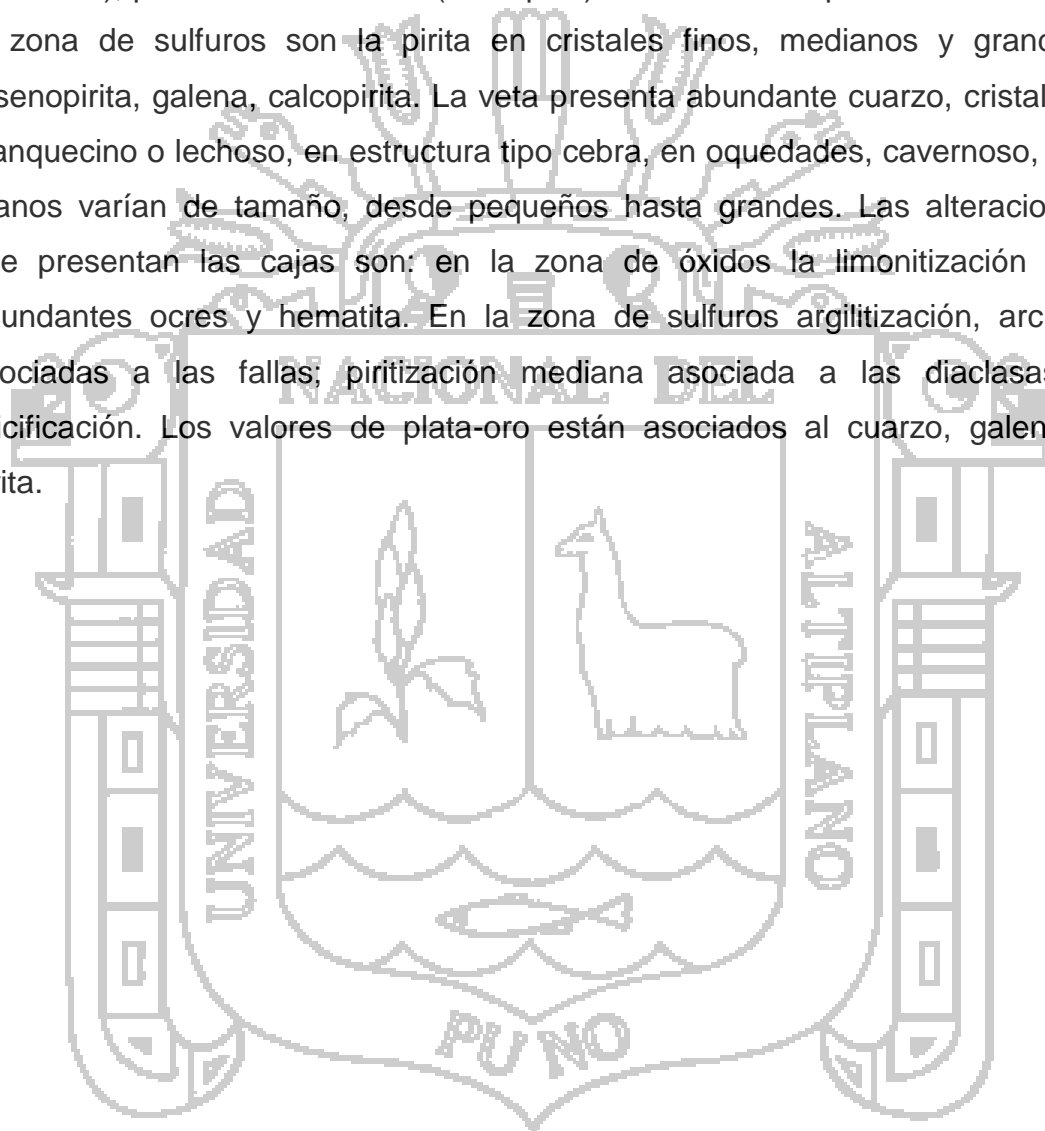 zona de sulfuros son la pirita en cristales finos, medianos y grand
senopirita, galena, calcopirita. La veta presenta abundante cuarzo, cristal
anquecino o lechoso, en estructura tipo cebra, en oquedades, cavernoso,
anos varían de tamaño, desde pequeños hasta grandes. Las alteracio
e presentan las cajas son: en la zona de óxidos la limonitización
undantes ocres y hematita. En la zona de sulfuros argilitización, arc
ociadas a las fallas; piritización mediana asociada a las diaclasas
icificación. Los valores de plata-oro están asociados al cuarzo, galen
ita.
NACIONAL DEL
UNIVERSIDAD
ALTIPLANO
PUNO